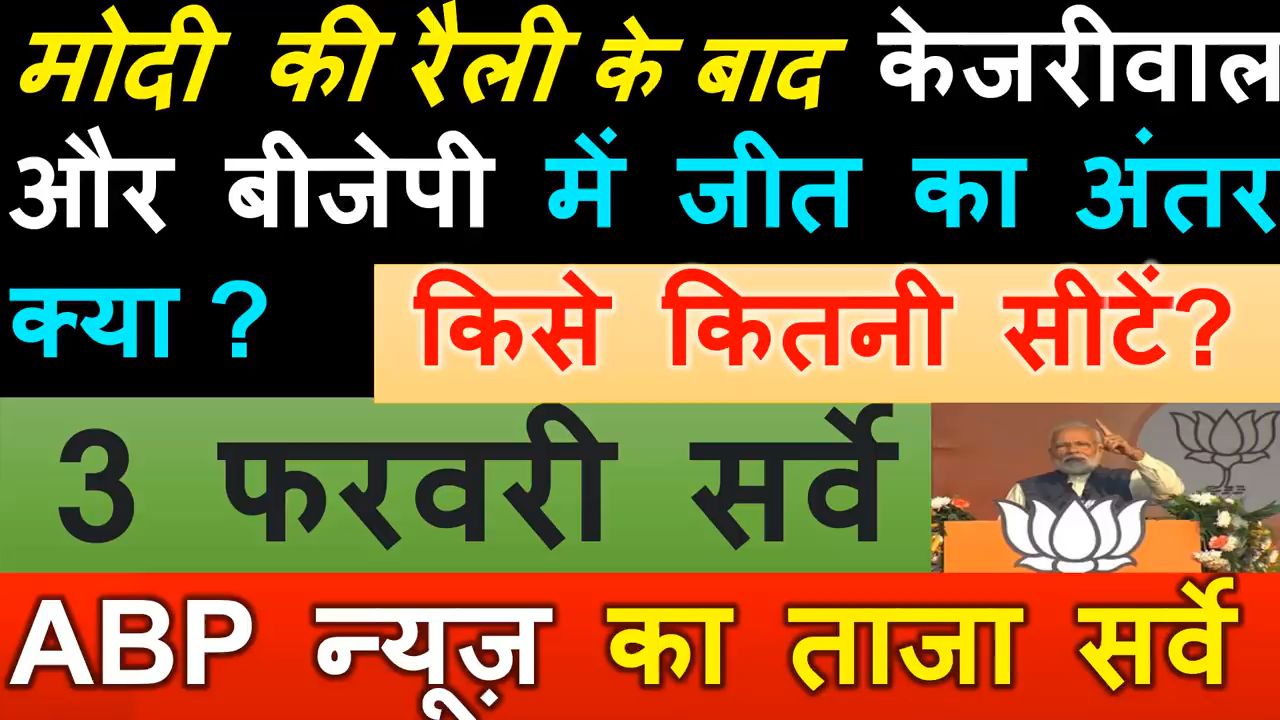 मोदी की रैली के बाद केजरीवाल
और बीजेपी में जीत का अंतर
क्या ? किसे कितनी सीटें?
3 फरवरी सर्वे
ABP न्यूज़ का ताजा सर्वे